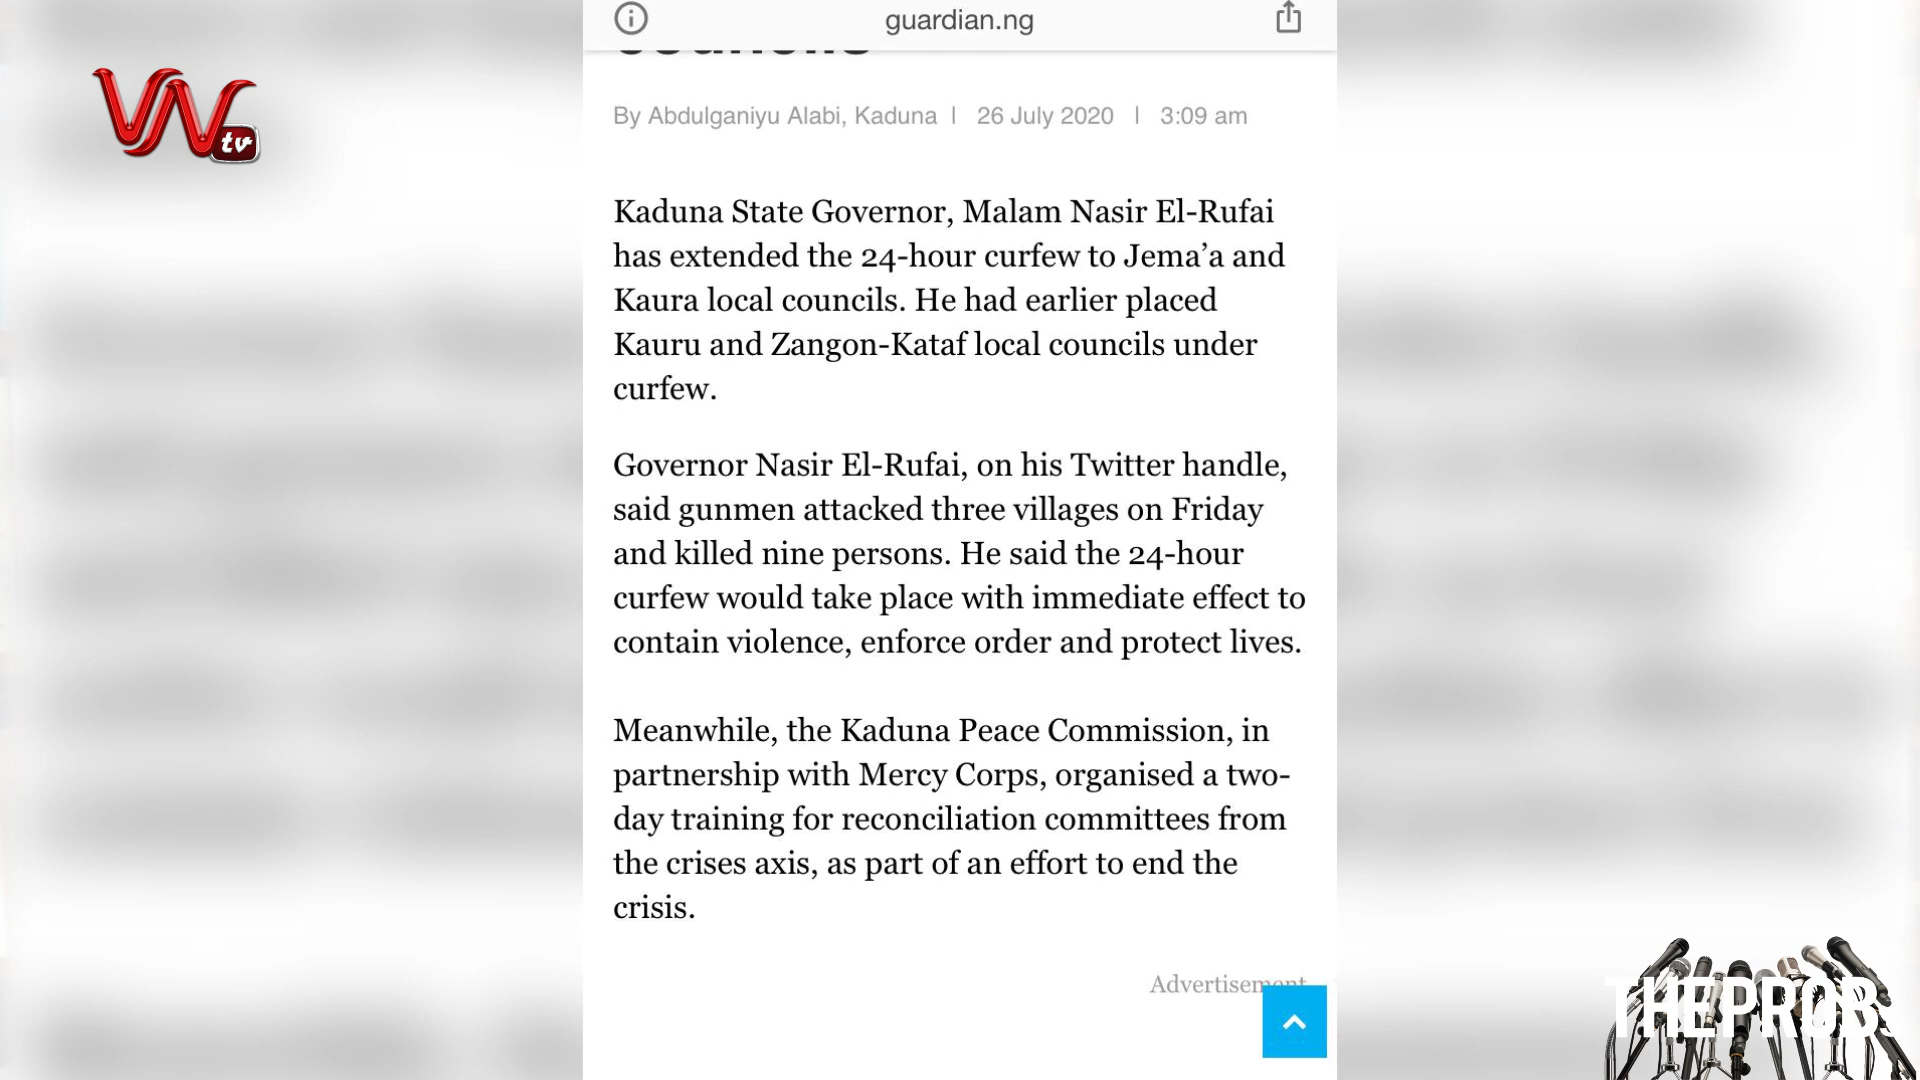 guardian.ng
VN
tv
By Abdulganiyu Alabi, Kaduna | 26 July 2020 | 3:09 am
Kaduna State Governor, Malam Nasir El-Rufai
has extended the 24-hour curfew to Jema’a and
Kaura local councils. He had earlier placed
Kauru and Zangon-Kataf local councils under
curfew.
Governor Nasir El-Rufai, on his Twitter handle,
said gunmen attacked three villages on Friday
and killed nine persons. He said the 24-hour
curfew would take place with immediate effect to
contain violence, enforce order and protect lives.
Meanwhile, the Kaduna Peace Commission, in
partnership with Mercy Corps, organised a two-
day training for reconciliation committees from
the crises axis, as part of an effort to end the
crisis.
Advertisement